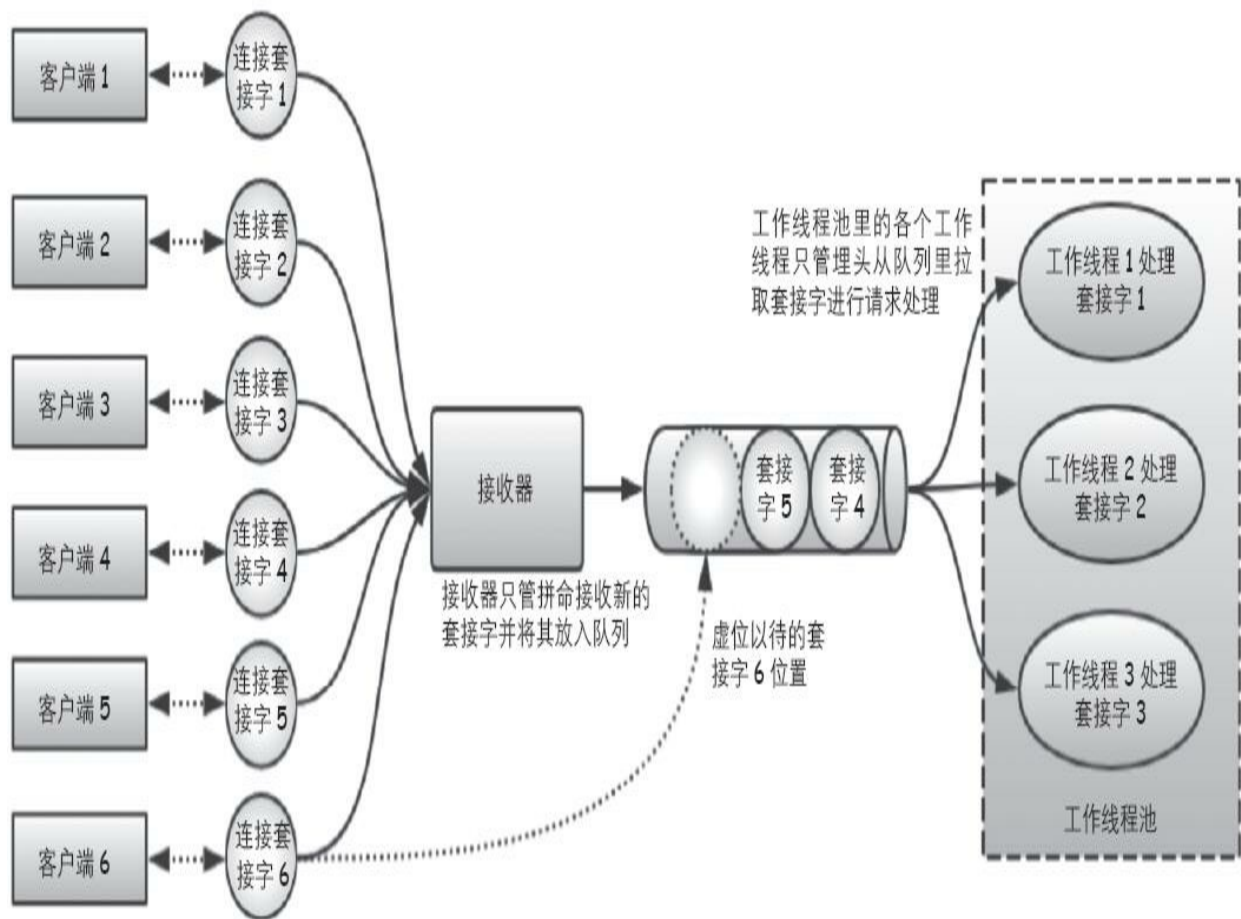 客户端 1
连接套
接字 1
客户端 2
连接套
接字 2
客户端 3
连接套
接字 3
客户端 4
连接套
接字 4
客户端 5
连接套
接字 5
客户端 6
连接套
接字 6
接收器
接收器只管拼命接收新的
套接字并将其放入队列
套接
字 5
套接
字 4
虚位以待的套
接字 6 位置
工作线程池里的各个工作
线程只管埋头从队列里拉
取套接字进行请求处理
工作线程 1 处理
套接字 1
工作线程 2 处理
套接字 2
工作线程 3 处理
套接字 3
工作线程池